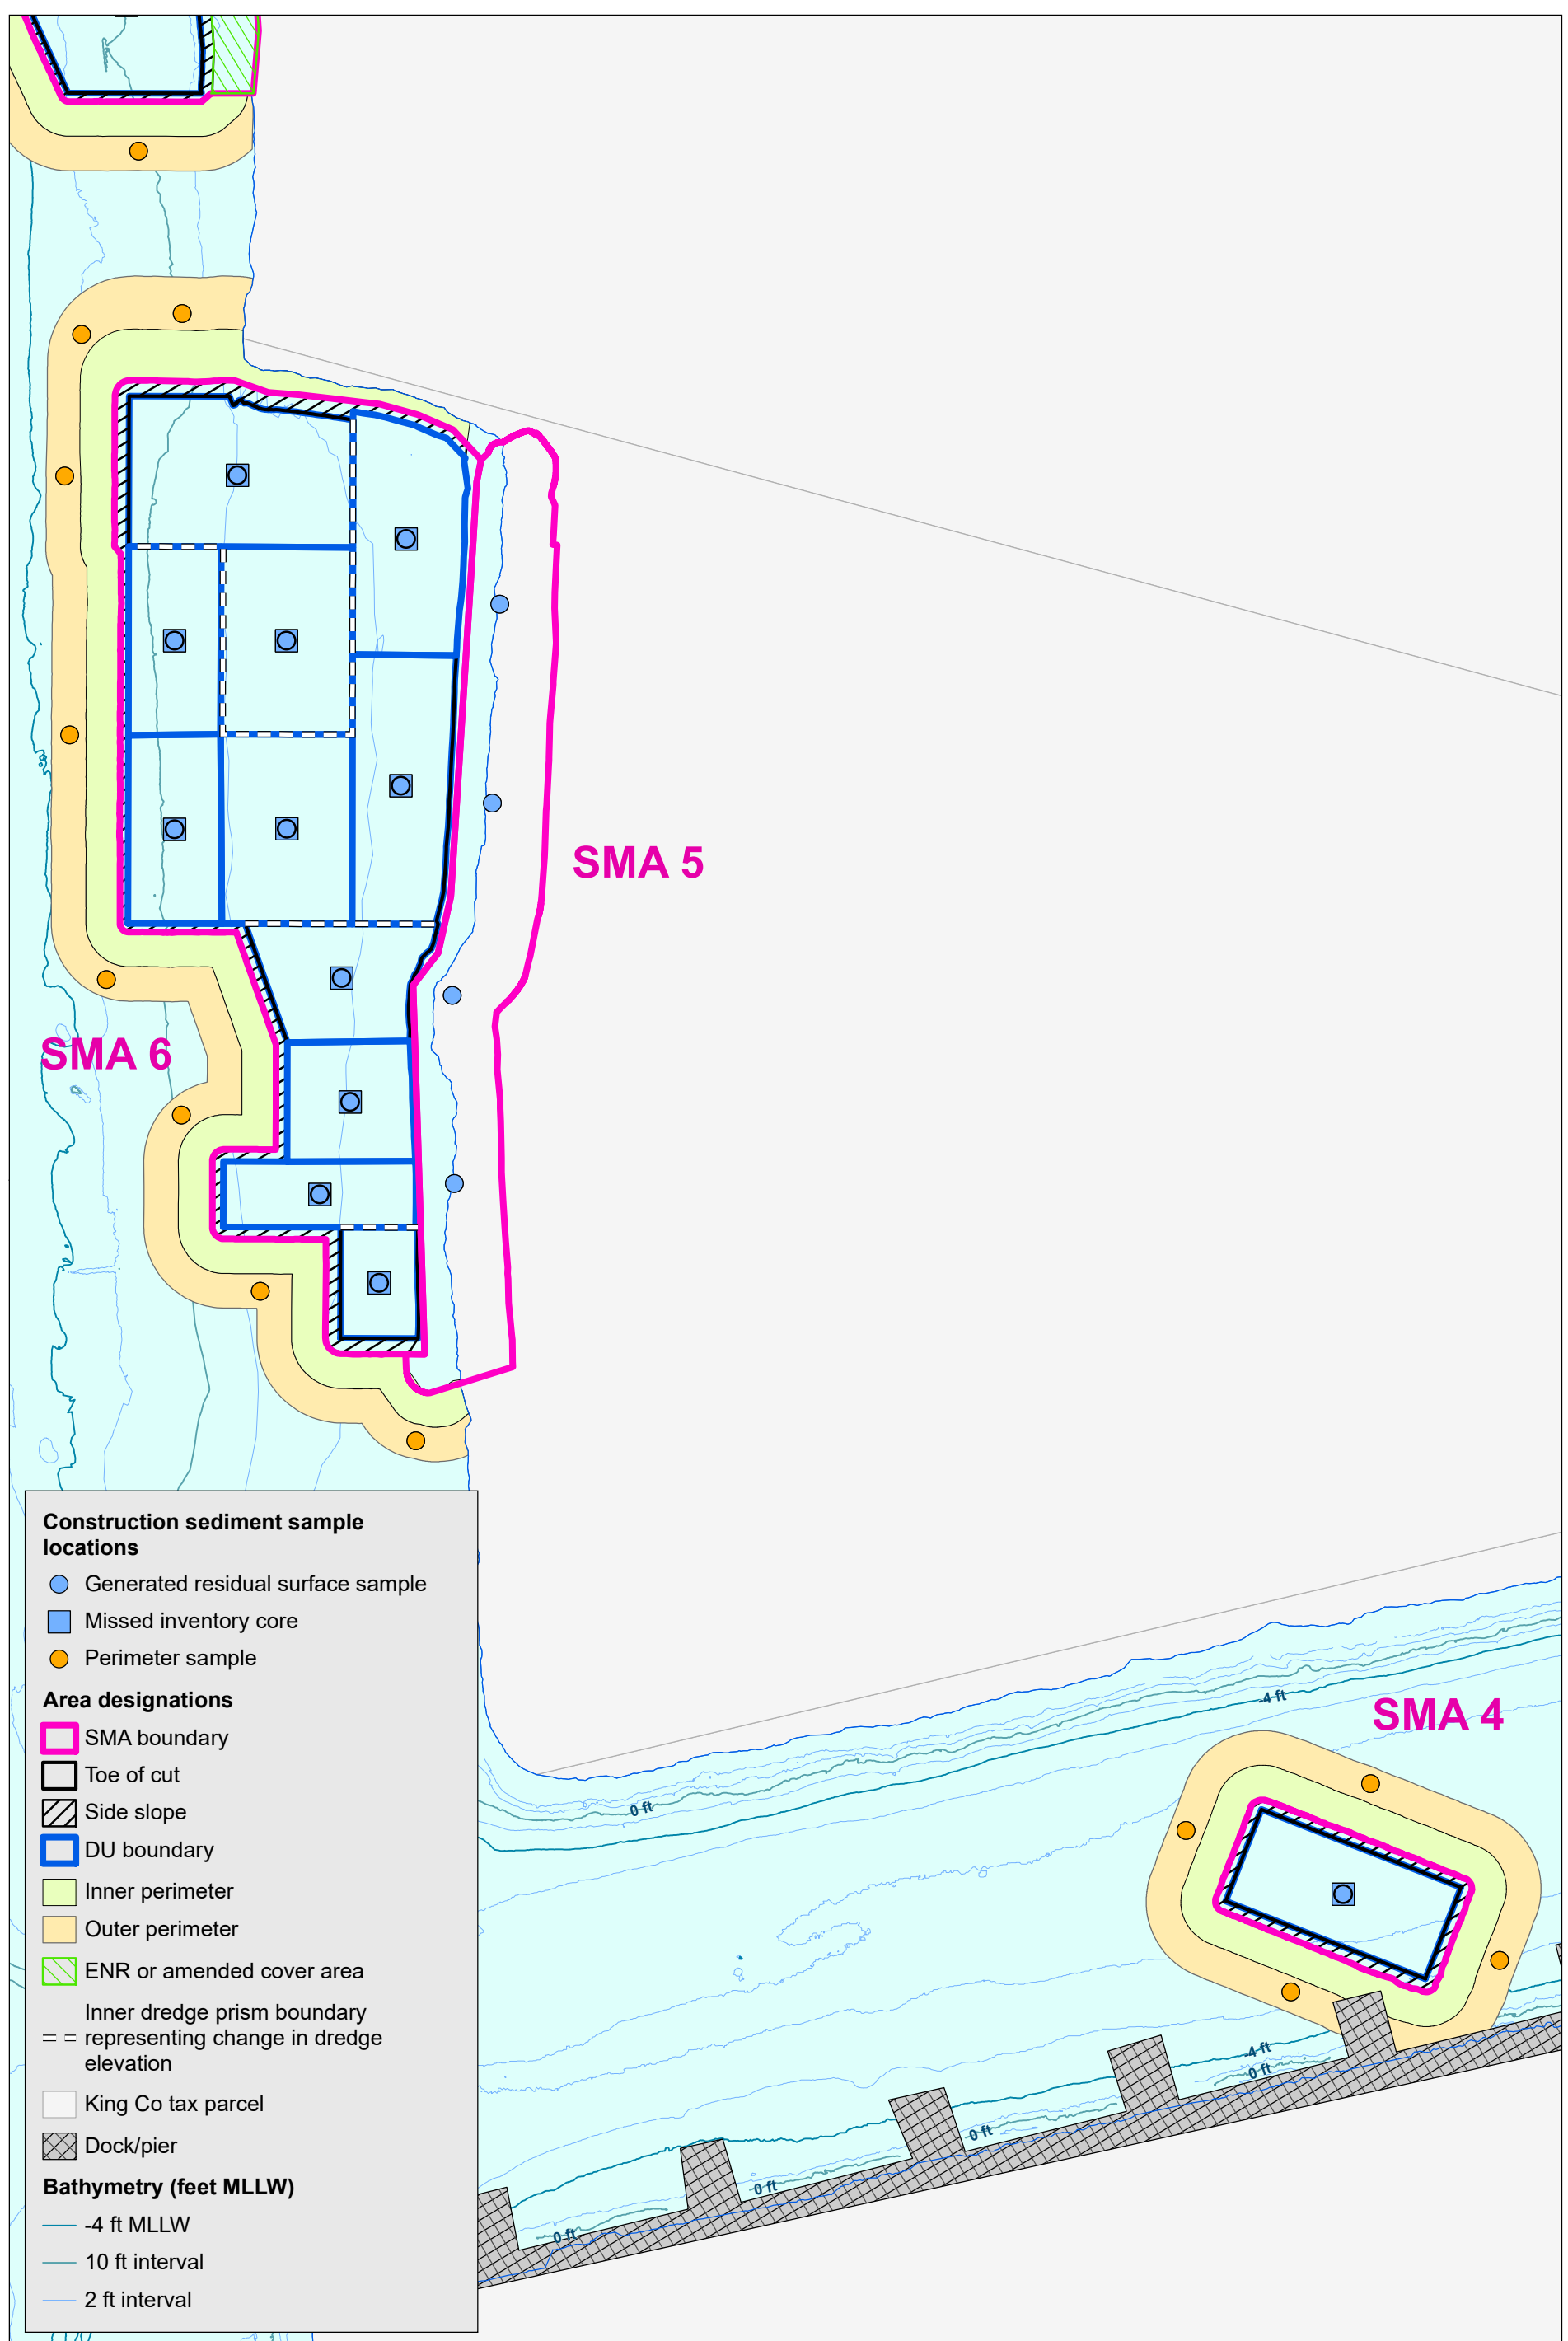 SMA 5
SMA 6
SMA 4
-4 ft
0 ft
-4 ft
0 ft
0 ft
0 ft
0 ft
Construction sediment sample
locations
Generated residual surface sample
Missed inventory core
Perimeter sample
Area designations
SMA boundary
Toe of cut
Side slope
DU boundary
Inner perimeter
Outer perimeter
ENR or amended cover area
Inner dredge prism boundary
representing change in dredge
elevation
King Co tax parcel
Dock/pier
Bathymetry (feet MLLW)
-4 ft MLLW
10 ft interval
2 ft interval